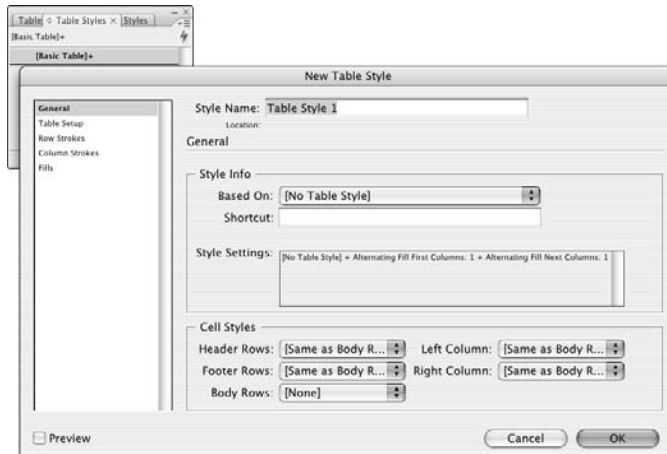 Table Table Styles × Styles
[Basic Table]+
[Basic Table]+
New Table Style
General
Table Setup
Row Strokes
Column Strokes
Fills
Style Name: Table Style 1
Location:
General
Style Info
Based On: [No Table Style]
Shortcut:
Style Settings: [No Table Style] + Alternating Fill First Columns: 1 + Alternating Fill Next Columns: 1
Cell Styles
Header Rows: [Same as Body R... Left Column: [Same as Body R...
Footer Rows: [Same as Body R... Right Column: [Same as Body R...
Body Rows: [None]
Preview Cancel OK